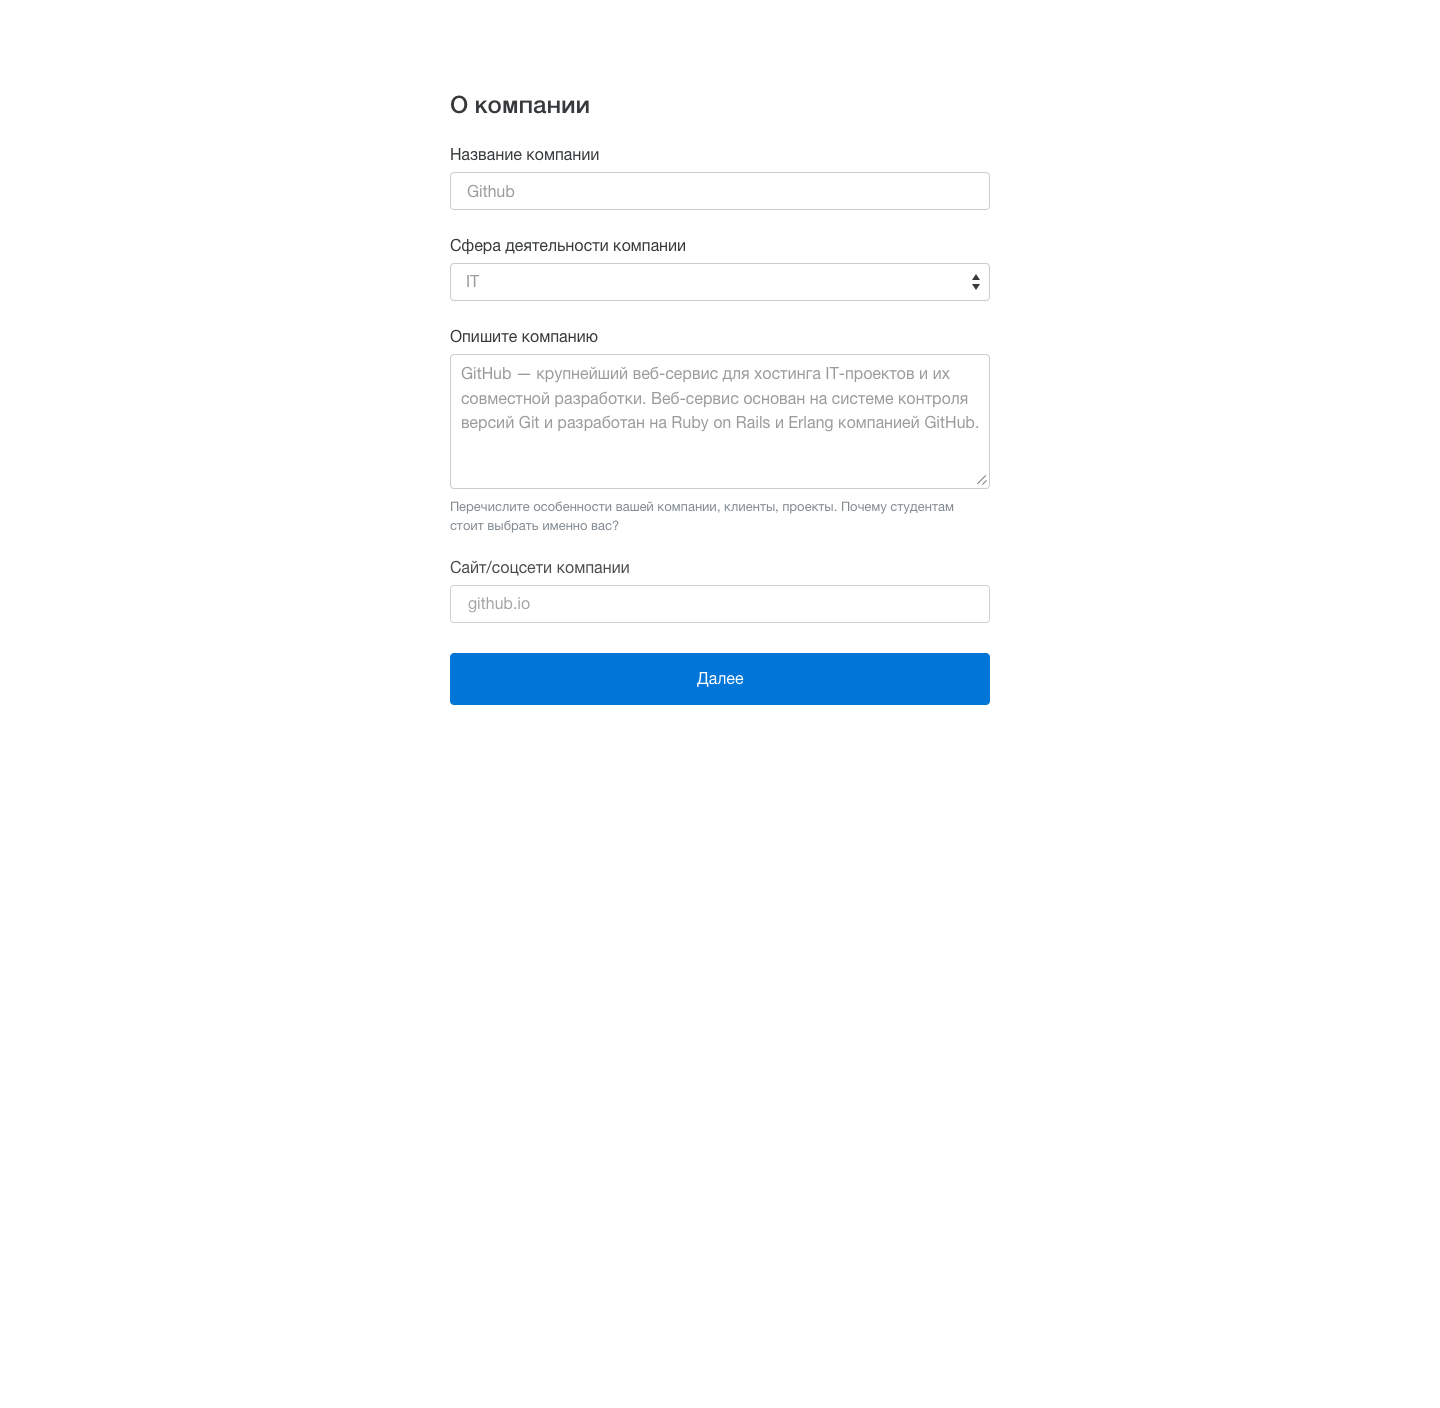 О компании
Название компании
Github
Сфера деятельности компании
IT
Опишите компанию
GitHub — крупнейший веб-сервис для хостинга IT-проектов и их
совместной разработки. Веб-сервис основан на системе контроля
версий Git и разработан на Ruby on Rails и Erlang компанией GitHub.
Перечислите особенности вашей компании, клиенты, проекты. Почему студентам
стоит выбрать именно вас?
Сайт/соцсети компании
github.io
Далее